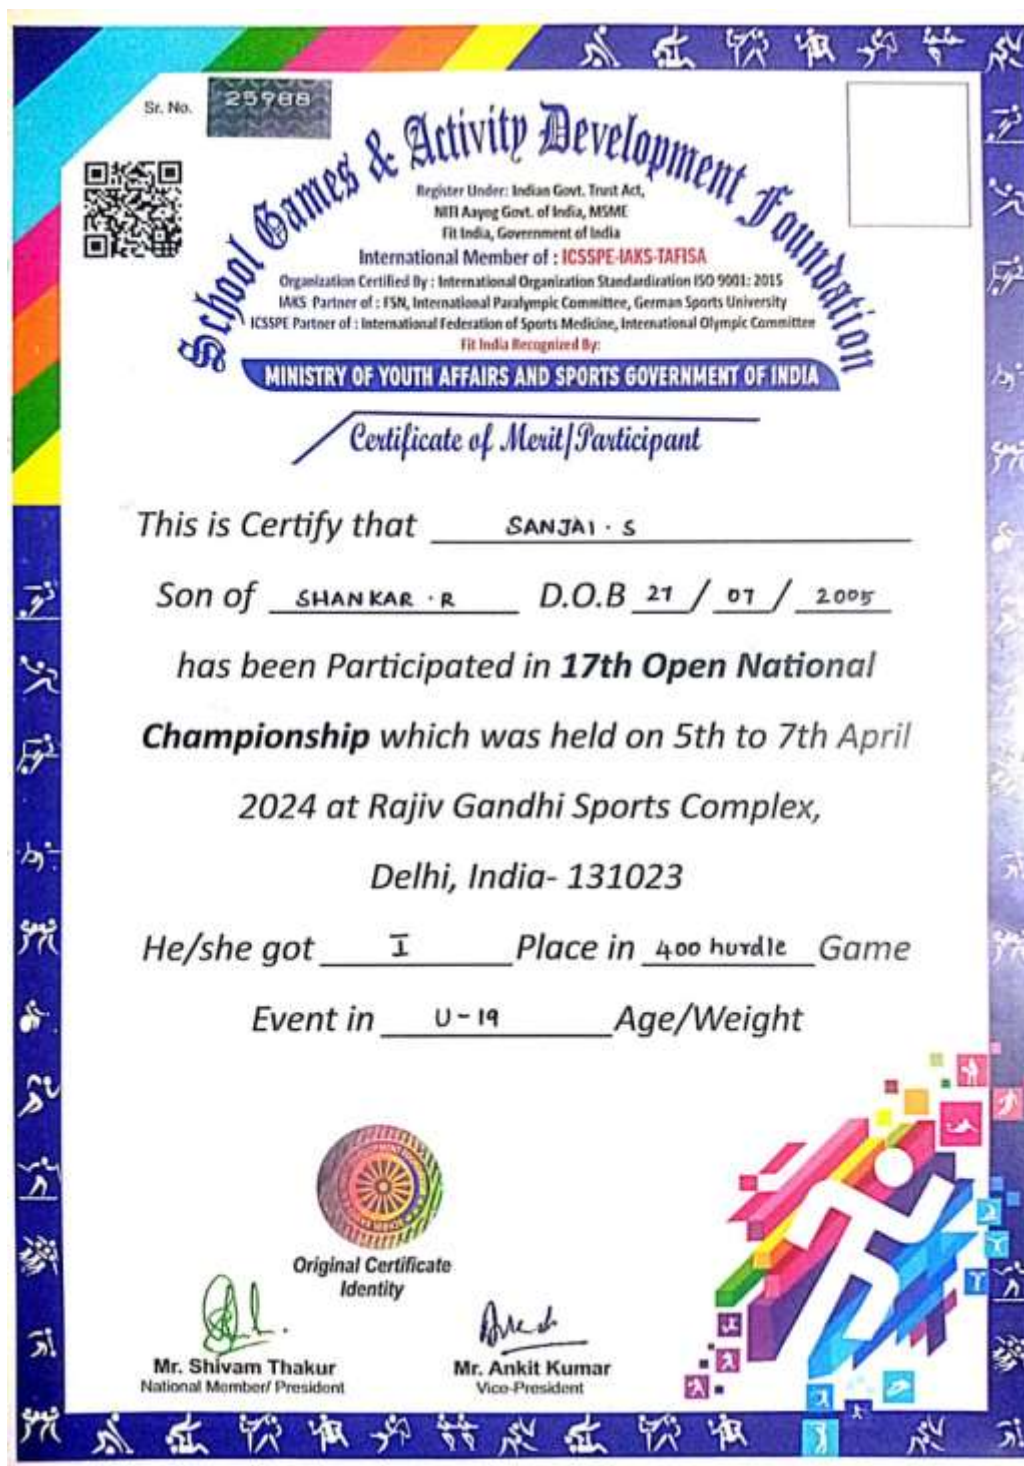 Sr. No. 25988
School Games & Activity Development Foundation
Register Under: Indian Govt. Trust Act,
NITI Aayog Govt. of India, MSME
Fit India, Government of India
International Member of : ICSSPE-IAKS-TAFISA
Organization Certified By : International Organization Standardiration ISO 9001: 2015
IAKS Partner of : FSN, International Paralympic Committee, German Sports University
ICSSPE Partner of : International Federation of Sports Medicine, International Olympic Committee
Fit India Recognized By:
MINISTRY OF YOUTH AFFAIRS AND SPORTS GOVERNMENT OF INDIA
Certificate of Merit/Participant
This is Certify that SANJAI . S
Son of SHANKAR . R D.O.B 27 / 07 / 2005
has been Participated in 17th Open National
Championship which was held on 5th to 7th April
2024 at Rajiv Gandhi Sports Complex,
Delhi, India- 131023
He/she got I Place in 400 hurdle Game
Event in U - 19 Age/Weight
Original Certificate
Identity
Mr. Shivam Thakur
National Member/ President
Mr. Ankit Kumar
Vice-President